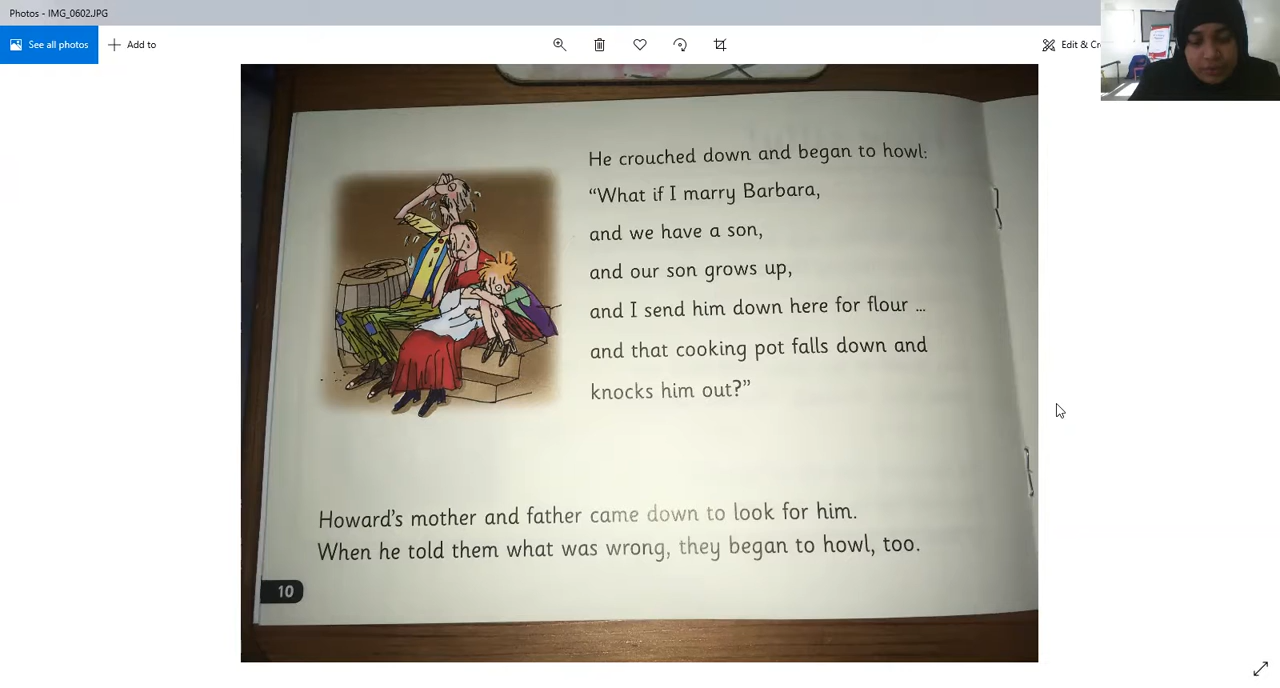 Photos - IMG_0602.JPG
See all photos
Add to
Edit & Cr
He crouched down and began to howl:
“What if I marry Barbara,
and we have a son,
and our son grows up,
and I send him down here for flour ...
and that cooking pot falls down and
knocks him out?”
Howard's mother and father came down to look for him.
When he told them what was wrong, they began to howl, too.
10